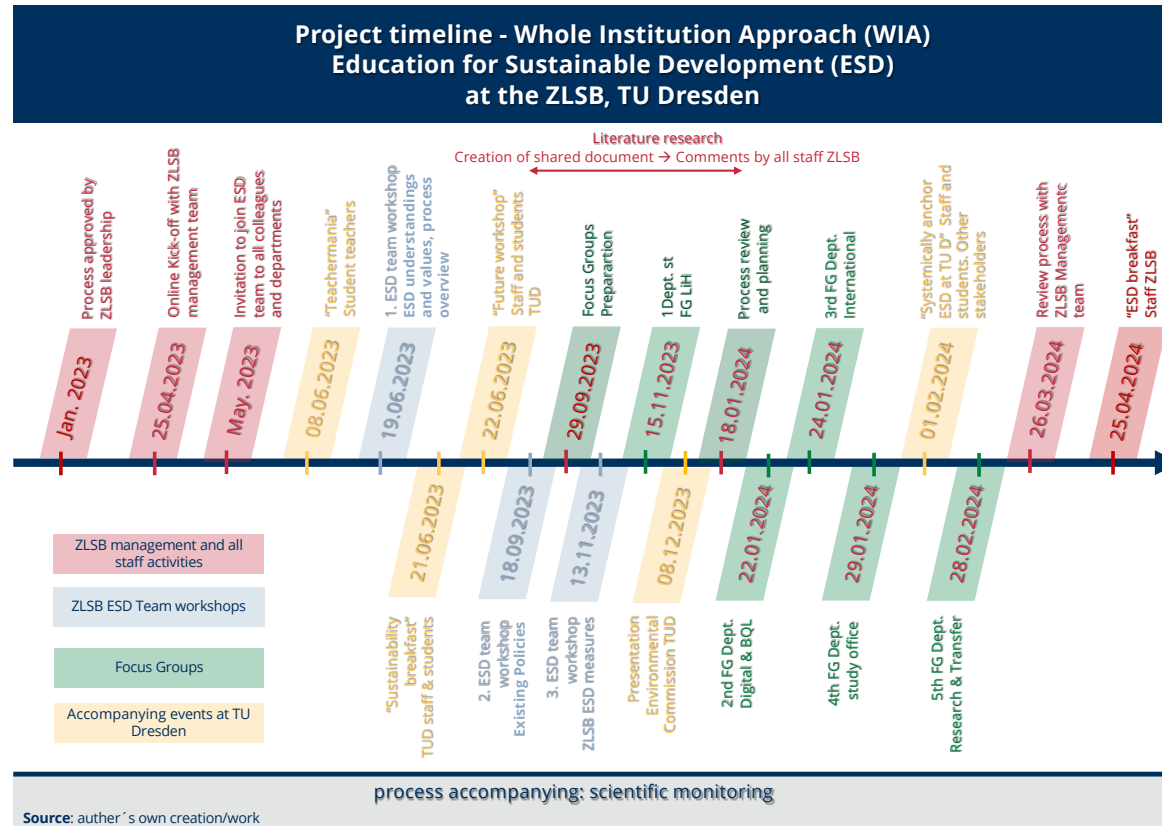 Project timeline - Whole Institution Approach (WIA)
Education for Sustainable Development (ESD)
at the ZLSB, TU Dresden
Literature research
Creation of shared document → Comments by all staff ZLSB
Process approved by
ZLSB leadership
Online Kick-off with ZLSB
management team
Invitation to join ESD
team to all colleagues
and departments
“Teachermania”
Student teachers
1. ESD team workshop
ESD understandings
and values, process
overview
“Future workshop”
Staff and students
TUD
Focus Groups
Preparartion
1Dept. st
FG LiH
Process review
and planning
3rd FG Dept.
International
“Systemically anchor
ESD at TU D” Staff and
students. Other
stakeholders
Review process with
ZLSB Managementc
team
“ESD breakfast”
Staff ZLSB
Jan. 2023
25.04.2023
May. 2023
08.06.2023
19.06.2023
22.06.2023
29.09.2023
15.11.2023
18.01.2024
24.01.2024
01.02.2024
26.03.2024
25.04.2024
21.06.2023
18.09.2023
13.11.2023
08.12.2023
22.01.2024
29.01.2024
28.02.2024
“Sustainability
breakfast”
TUD staff & students
2. ESD team
workshop
Existing Policies
3. ESD team
workshop
ZLSB ESD measures
Presentation
Environmental
Commission TUD
2nd FG Dept.
Digital & BQL
4th FG Dept.
study office
5th FG Dept.
Research & Transfer
ZLSB management and all
staff activities
ZLSB ESD Team workshops
Focus Groups
Accompanying events at TU
Dresden
process accompanying: scientific monitoring
Source: auther´s own creation/work